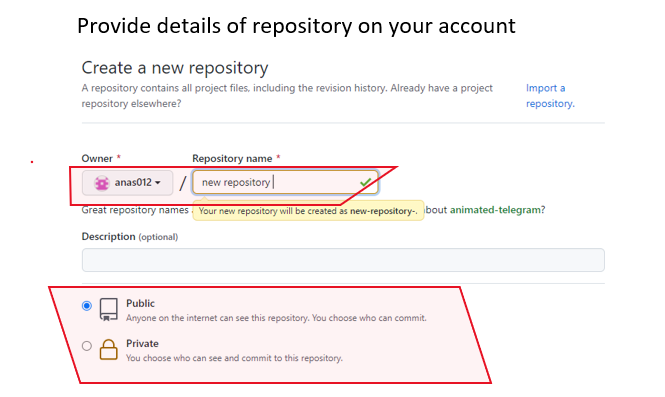 Provide details of repository on your account
Create a new repository
A repository contains all project files, including the revision history. Already have a project
repository elsewhere?
Import a
repository.
Owner *
Repository name *
anas012
/
new repository
Your new repository will be created as new-repository-.
Great repository names
bout animated-telegram?
Description (optional)
Public
Anyone on the internet can see this repository. You choose who can commit.
Private
You choose who can see and commit to this repository.